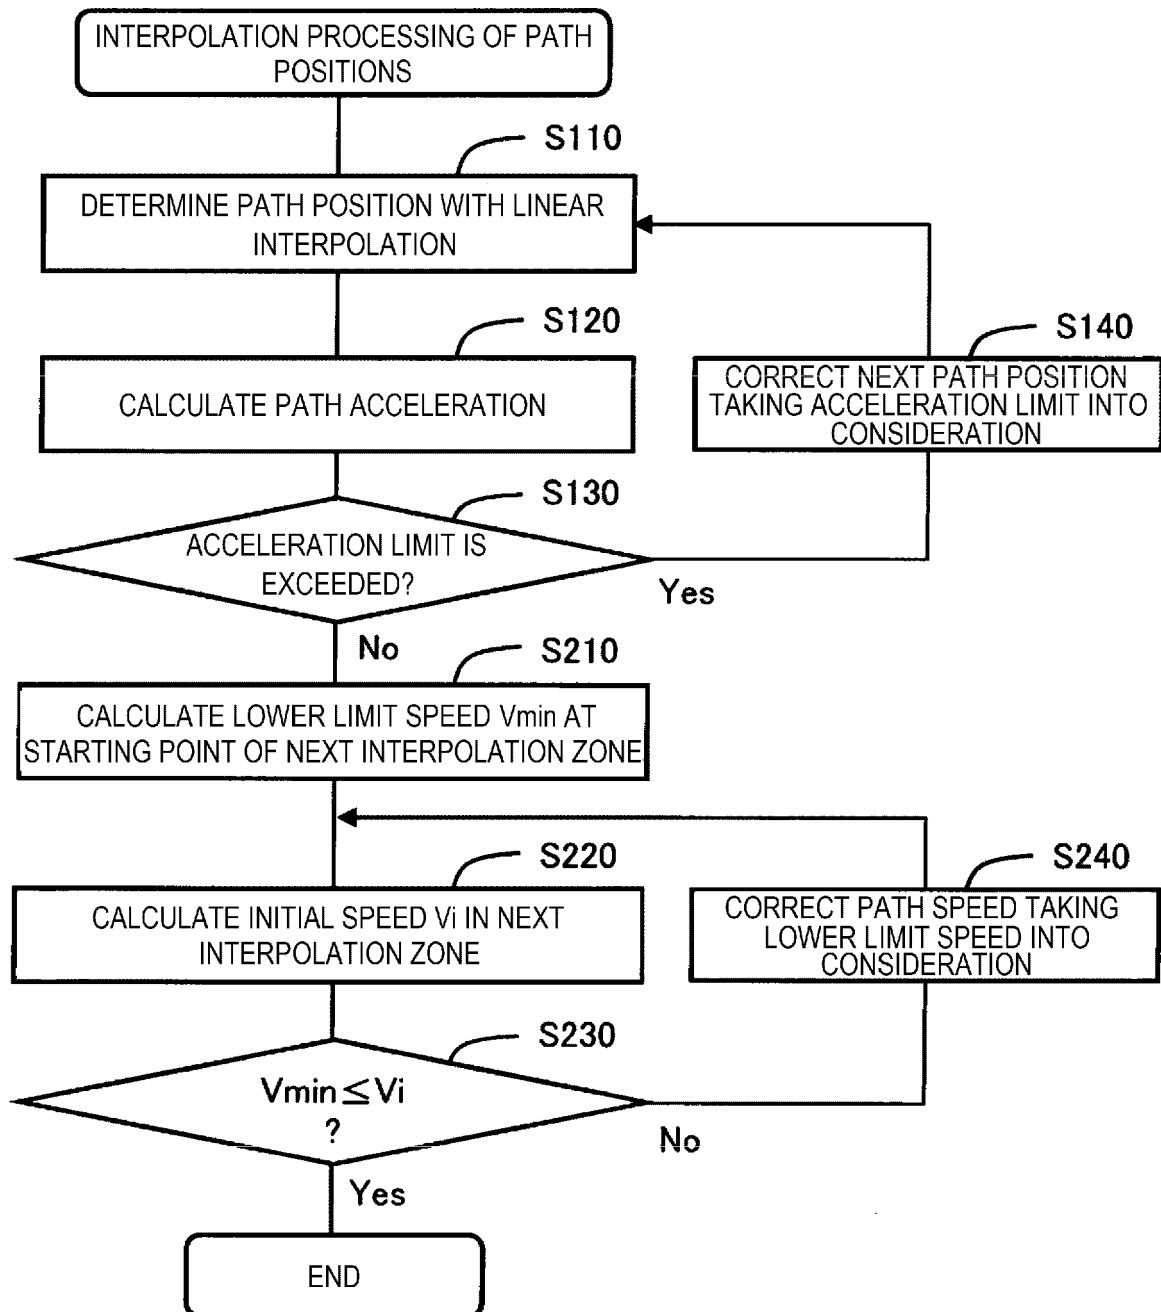 INTERPOLATION PROCESSING OF PATH
POSITIONS
S110
DETERMINE PATH POSITION WITH LINEAR
INTERPOLATION
S120
CALCULATE PATH ACCELERATION
S140
CORRECT NEXT PATH POSITION
TAKING ACCELERATION LIMIT INTO
CONSIDERATION
S130
ACCELERATION LIMIT IS
EXCEEDED?
Yes
No
S210
CALCULATE LOWER LIMIT SPEED Vmin AT
STARTING POINT OF NEXT INTERPOLATION ZONE
S220
CALCULATE INITIAL SPEED Vi IN NEXT
INTERPOLATION ZONE
S240
CORRECT PATH SPEED TAKING
LOWER LIMIT SPEED INTO
CONSIDERATION
S230
Vmin≦Vi
?
No
Yes
END